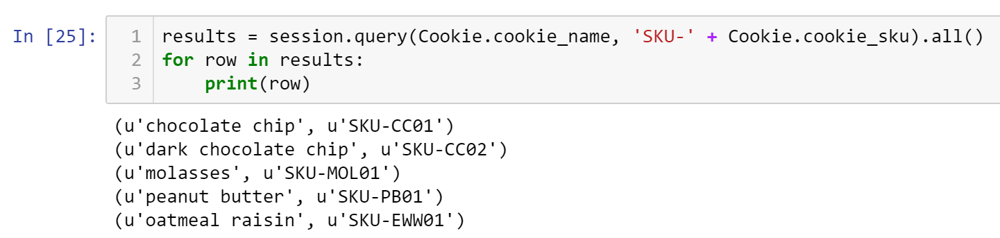 In [25]:
1 results = session.query(Cookie.cookie_name, 'SKU-' + Cookie.cookie_sku).all()
2 for row in results:
3     print(row)
(u'chocolate chip', u'SKU-CC01')
(u'dark chocolate chip', u'SKU-CC02')
(u'molasses', u'SKU-MOL01')
(u'peanut butter', u'SKU-PB01')
(u'oatmeal raisin', u'SKU-EWW01')